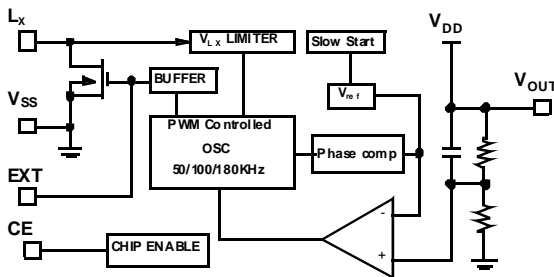 LX
VLX LIMITER
Slow Start
VDD
VOUT
BUFFER
Vref
VSS
PWM Controlled
OSC
50/100/180KHz
Phase comp
EXT
-
+
CE
CHIP ENABLE